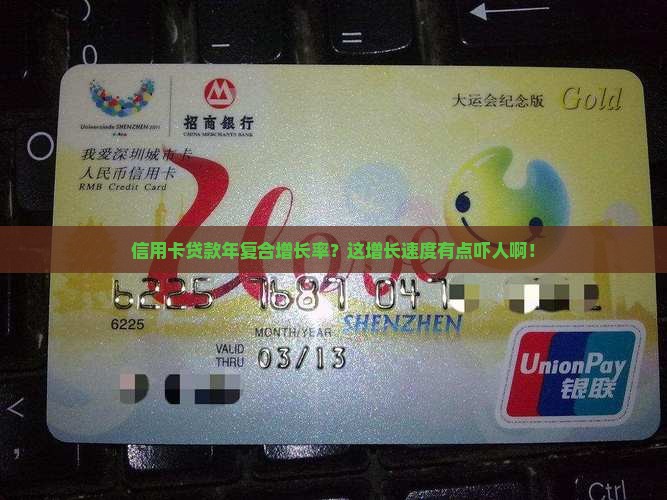 Universiade SHENZHEN 2011
招商银行
CHINA MERCHANTS BANK
大运会纪念版 Gold
我爱深圳城市卡
人民币信用卡
RMB Credit Card
U love
信用卡贷款年复合增长率？这增长速度有点吓人啊！
6225
MONTH/YEAR
SHENZHEN
VALID
THRU
03/13
UnionPay
银联
Ctrl